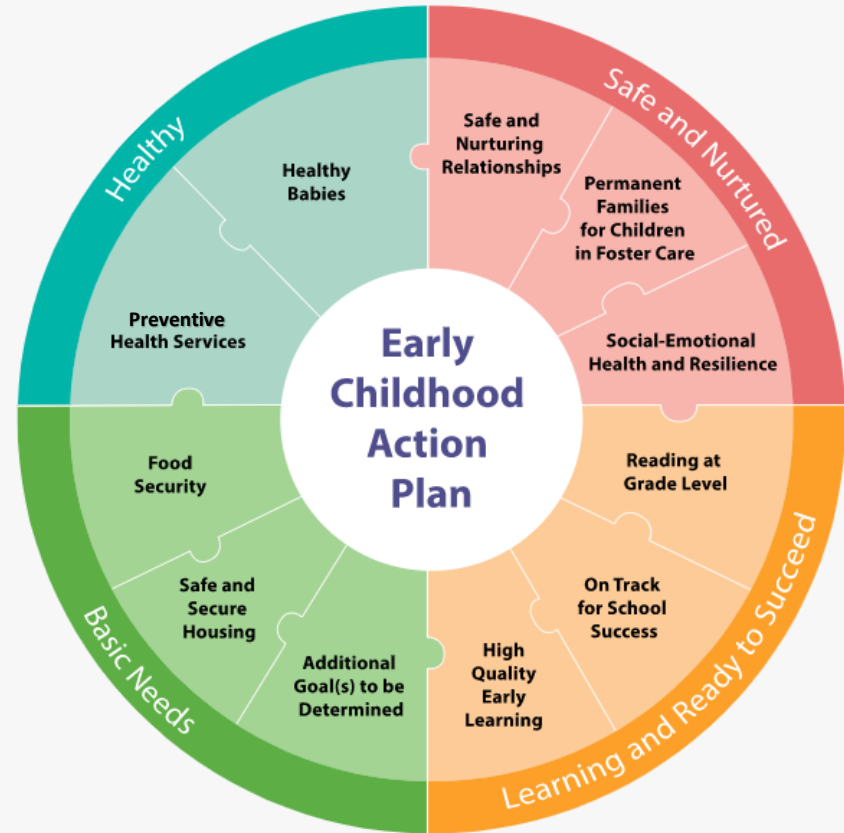 Early
Childhood
Action
Plan
Healthy
Healthy
Babies
Preventive
Health Services
Safe and Nurtured
Safe and
Nurturing
Relationships
Permanent
Families
for Children
in Foster Care
Social-Emotional
Health and Resilience
Learning and Ready to Succeed
Reading at
Grade Level
On Track
for School
Success
High
Quality
Early
Learning
Basic Needs
Food
Security
Safe and
Secure
Housing
Additional
Goal(s) to be
Determined